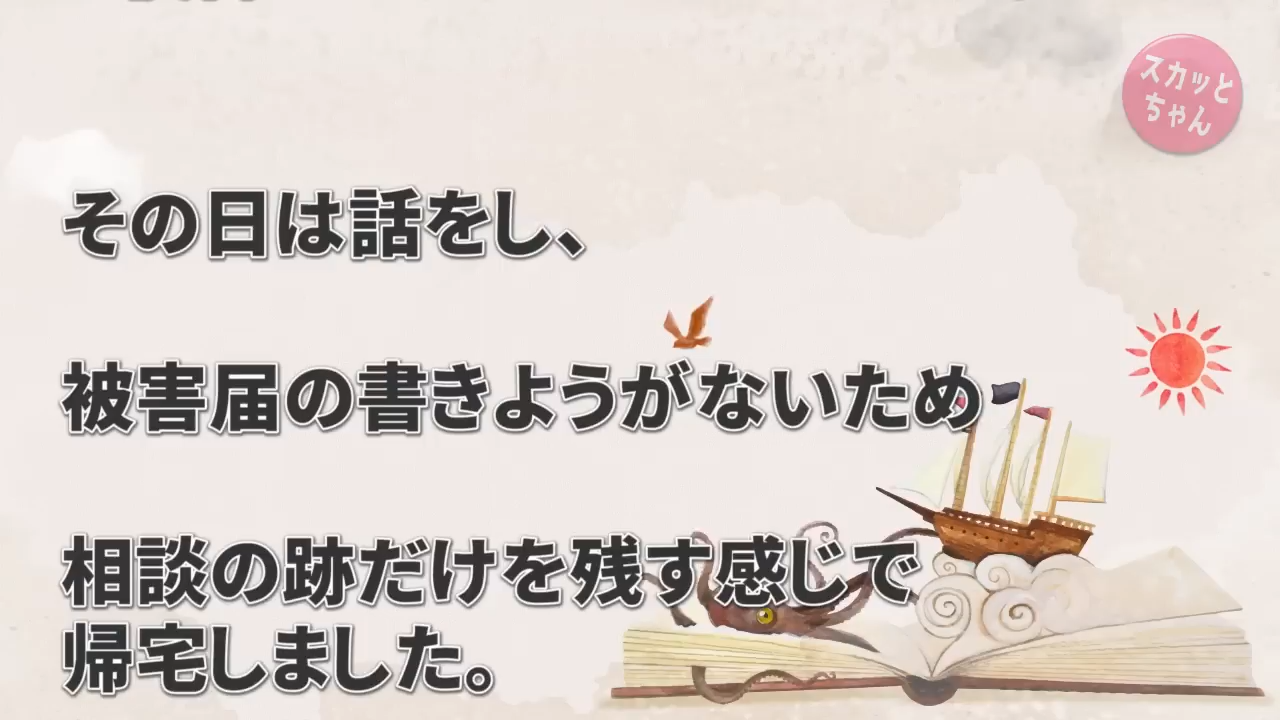 スカッと
ちゃん
その日は話をし、
被害届の書きようがないため
相談の跡だけを残す感じで
帰宅しました。